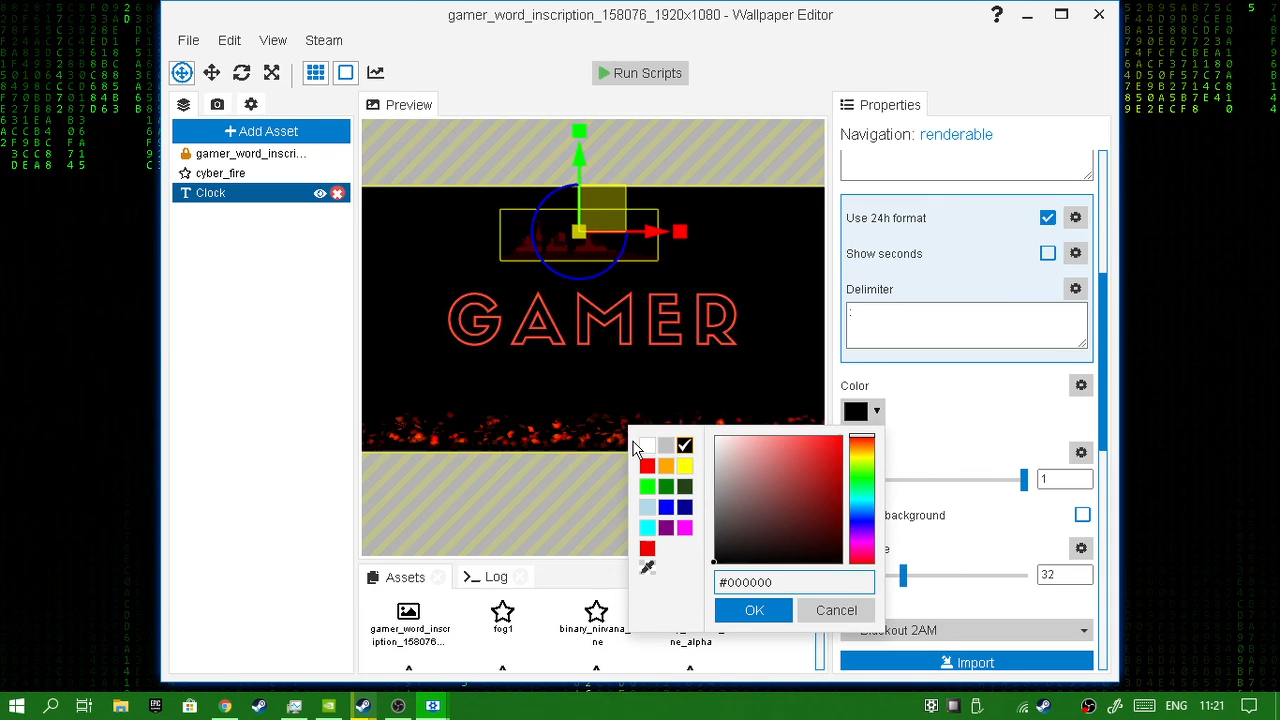 gamer_word_inscription_158076_1920x1080 - Wallpaper Editor
?
File Edit View Steam
Run Scripts
Preview
Properties
+ Add Asset
Navigation: renderable
gamer_word_inscri...
cyber_fire
T Clock
Use 24h format
Show seconds
Delimiter
:
GAMER
Color
1
background
32
#000000
OK Cancel
Assets
Log
gamer_word_inscr
iption_158076...
fog1
binary_nirvana_
ne
ne_alpha
Blackout 2AM
Import
ENG 11:21